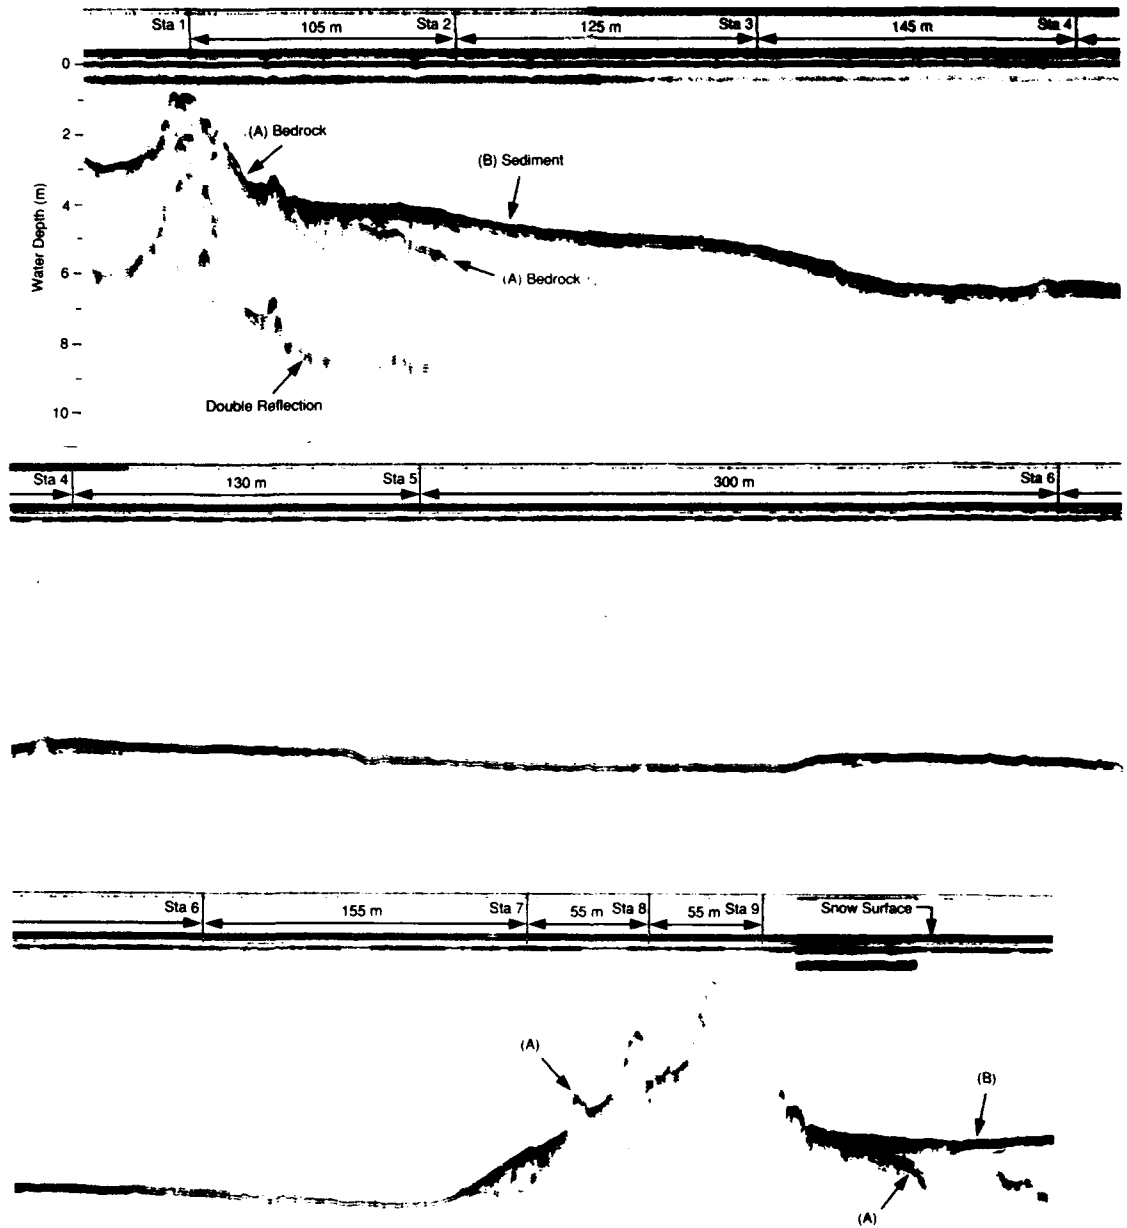 Sta 1 105 m Sta 2 125 m Sta 3 145 m Sta 4
0
2
(A) Bedrock
(B) Sediment
4
Water Depth (m)
6
(A) Bedrock
8
Double Reflection
10
Sta 4 130 m Sta 5 300 m Sta 6
Sta 6 155 m Sta 7 55 m Sta 8 55 m Sta 9 Snow Surface
(A)
(B)
(A)